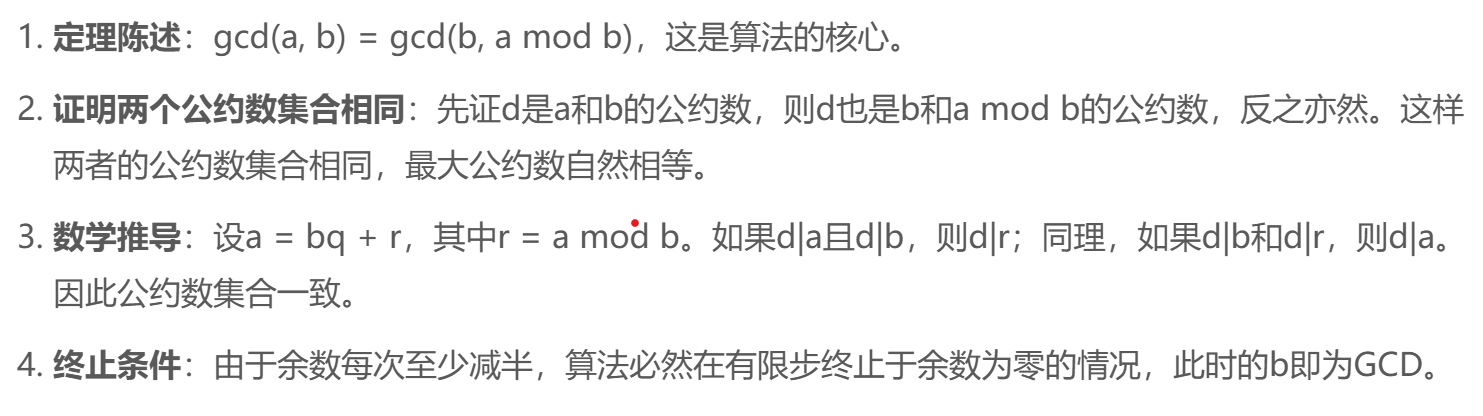 1. 定理陈述：gcd(a, b) = gcd(b, a mod b)，这是算法的核心。
2. 证明两个公约数集合相同：先证d是a和b的公约数，则d也是b和a mod b的公约数，反之亦然。这样
两者的公约数集合相同，最大公约数自然相等。
3. 数学推导：设a = bq + r，其中r = a mod b。如果d|a且d|b，则d|r；同理，如果d|b和d|r，则d|a。
因此公约数集合一致。
4. 终止条件：由于余数每次至少减半，算法必然在有限步终止于余数为零的情况，此时的b即为GCD。